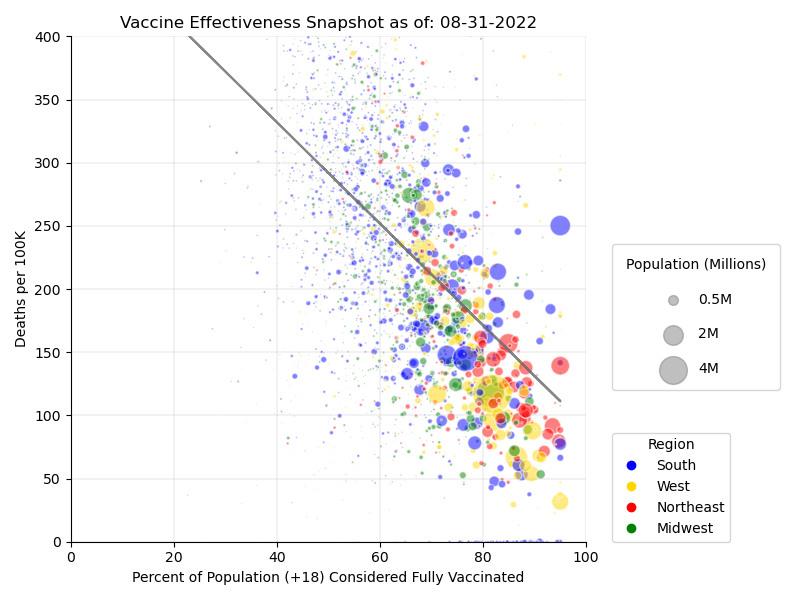 Vaccine Effectiveness Snapshot as of: 08-31-2022
400
350
300
250
200
150
100
50
0
Deaths per 100K
0 20 40 60 80 100
Percent of Population (+18) Considered Fully Vaccinated
Population (Millions)
0.5M
2M
4M
Region
South
West
Northeast
Midwest